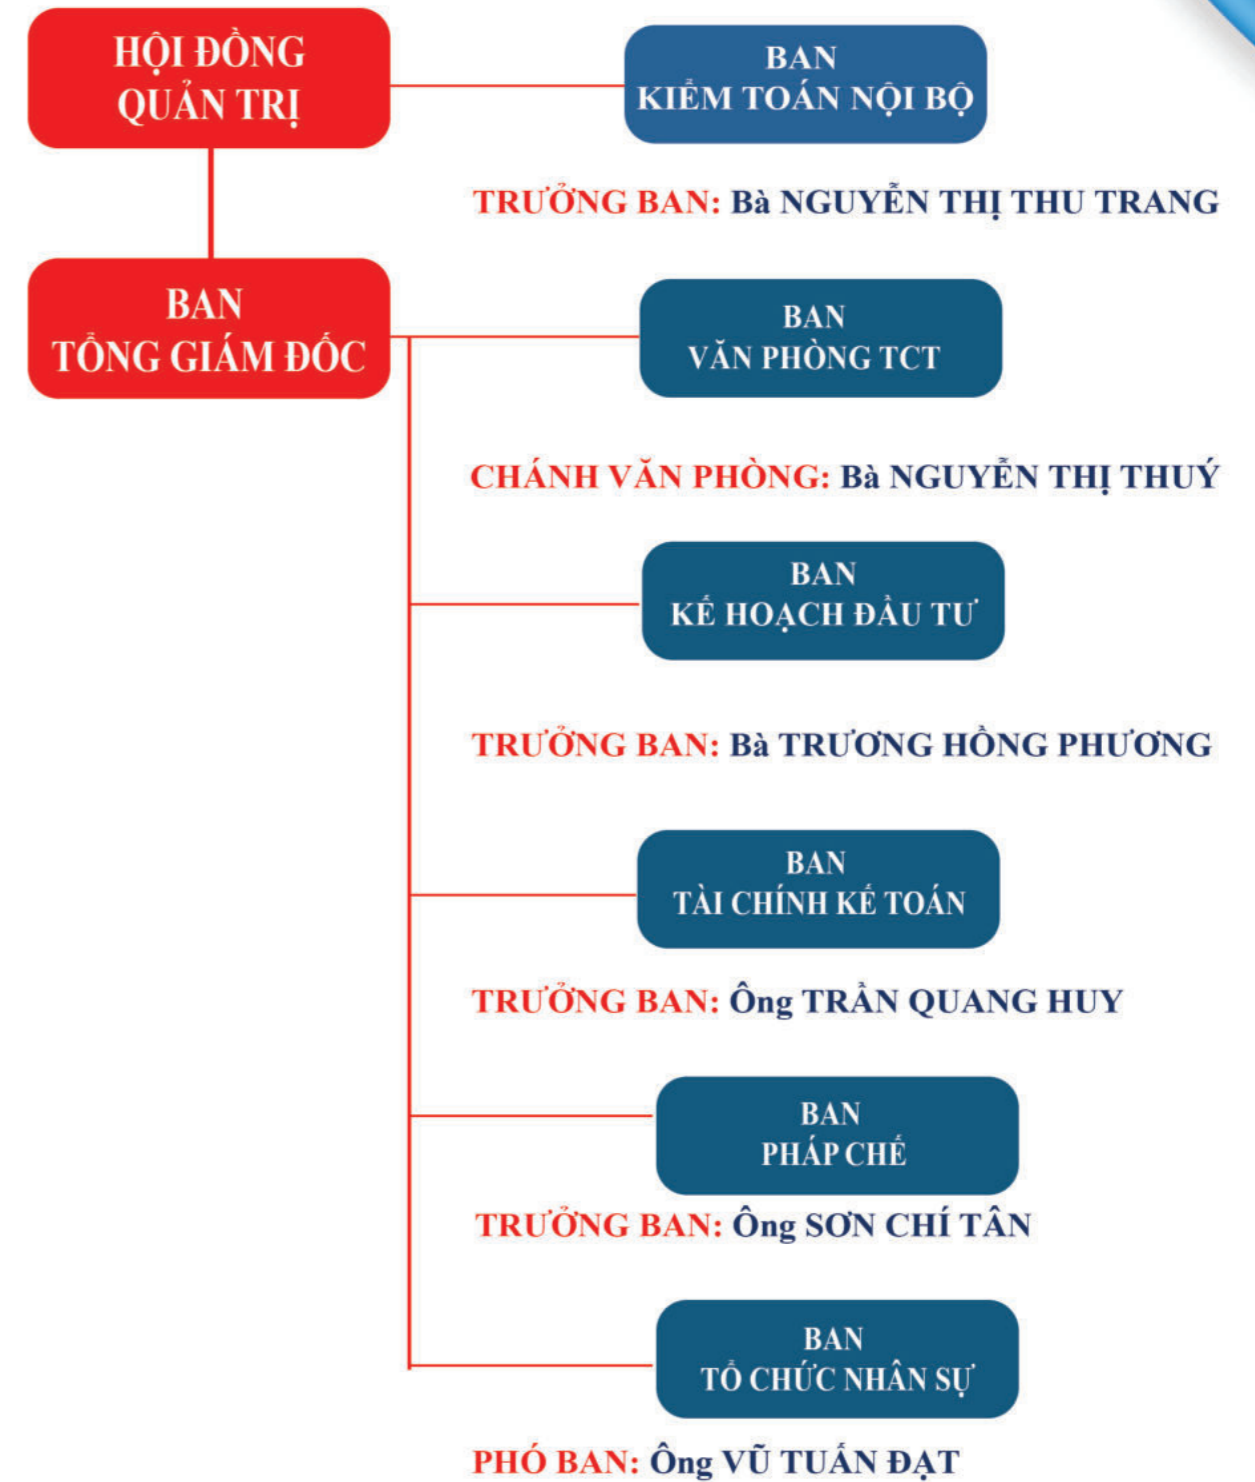 HỘI ĐỒNG
QUẢN TRỊ
BAN
KIỂM TOÁN NỘI BỘ
TRƯỞNG BAN: Bà NGUYỄN THỊ THU TRANG
BAN
TỔNG GIÁM ĐỐC
BAN
VĂN PHÒNG TCT
CHÁNH VĂN PHÒNG: Bà NGUYỄN THỊ THUÝ
BAN
KẾ HOẠCH ĐẦU TƯ
TRƯỞNG BAN: Bà TRƯƠNG HỒNG PHƯƠNG
BAN
TÀI CHÍNH KẾ TOÁN
TRƯỞNG BAN: Ông TRẦN QUANG HUY
BAN
PHÁP CHẾ
TRƯỞNG BAN: Ông SƠN CHÍ TÂN
BAN
TỔ CHỨC NHÂN SỰ
PHÓ BAN: Ông VŨ TUẤN ĐẠT